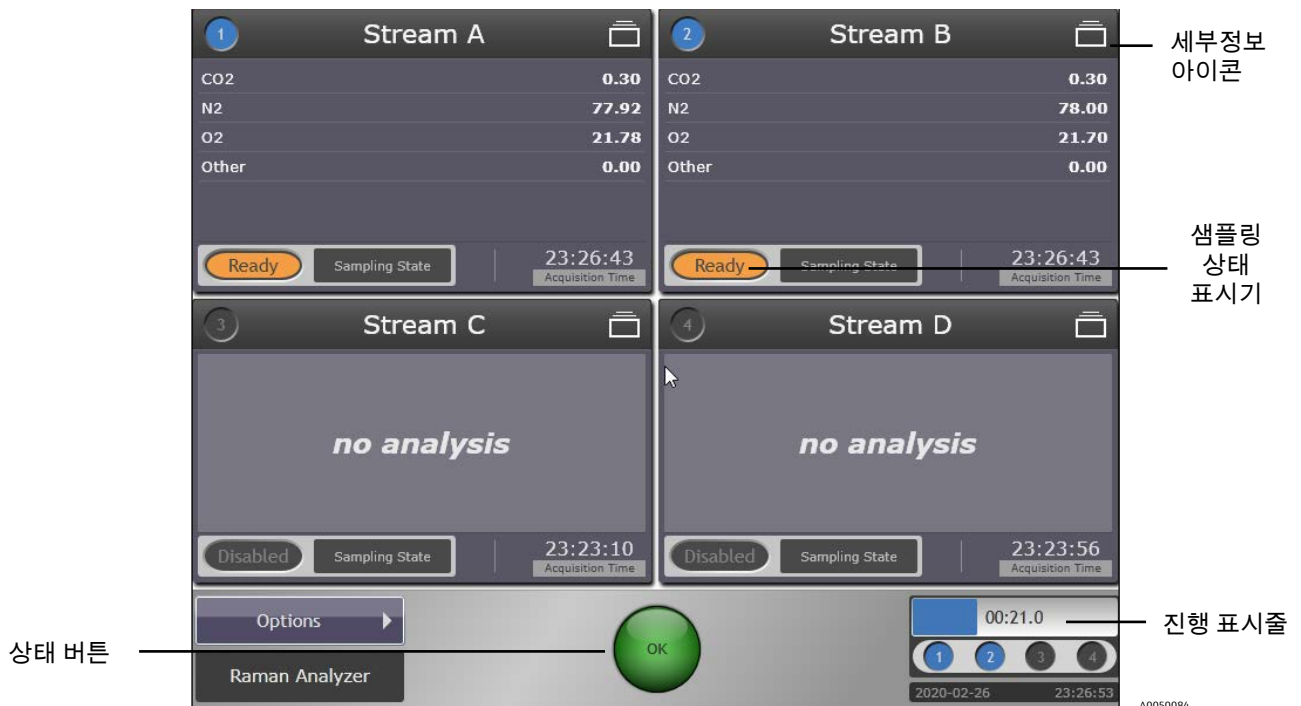 1 Stream A
CO2 0.30
N2 77.92
O2 21.78
Other 0.00
Ready Sampling State 23:26:43
Acquisition Time
2 Stream B
CO2 0.30
N2 78.00
O2 21.70
Other 0.00
Ready Sampling State 23:26:43
Acquisition Time
세부정보
아이콘
샘플링
상태
표시기
3 Stream C
no analysis
Disabled Sampling State 23:23:10
Acquisition Time
4 Stream D
no analysis
Disabled Sampling State 23:23:56
Acquisition Time
상태 버튼
Options
Raman Analyzer
OK
00:21.0
1 2 3 4
2020-02-26 23:26:53
진행 표시줄
A0050084